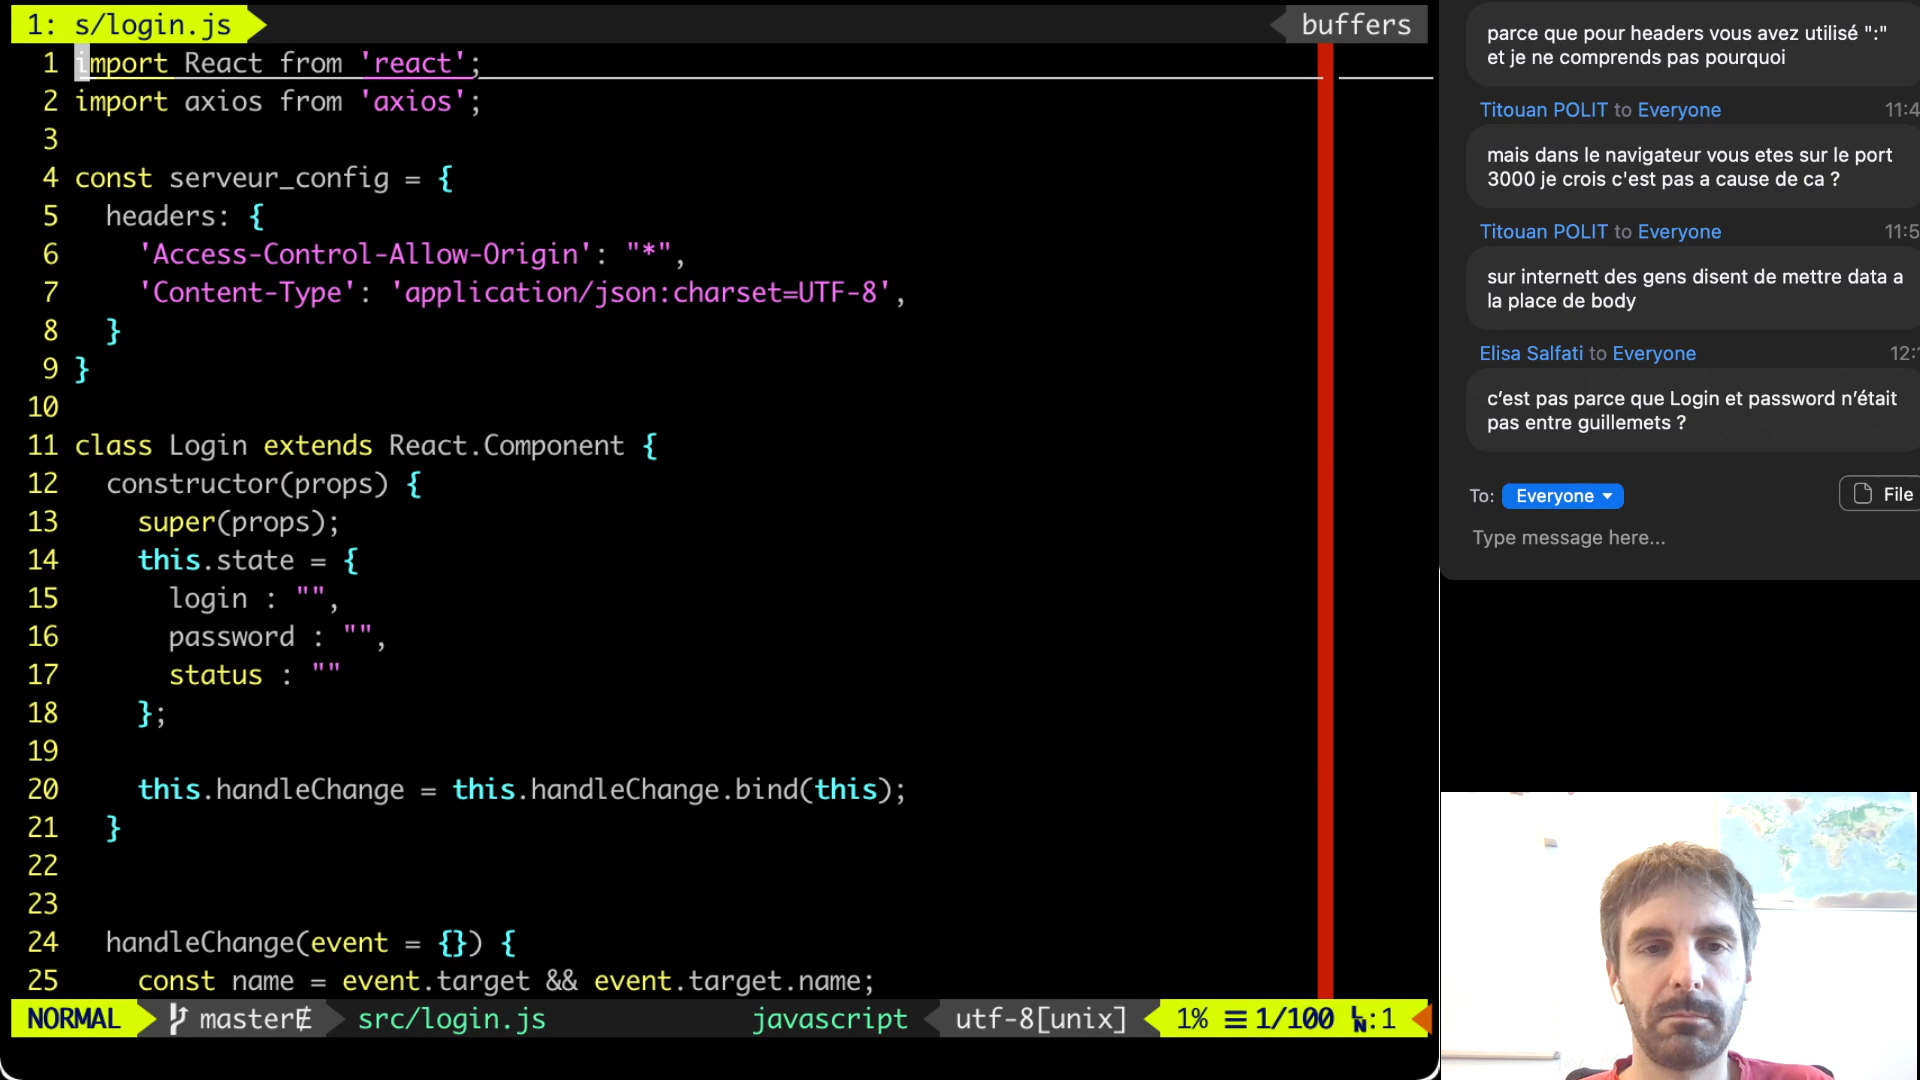 1: s/login.js
buffers
1 import React from 'react';
2 import axios from 'axios';
3
4 const serveur_config = {
5 headers: {
6 'Access-Control-Allow-Origin': "*",
7 'Content-Type': 'application/json:charset=UTF-8',
8 }
9 }
10
11 class Login extends React.Component {
12 constructor(props) {
13 super(props);
14 this.state = {
15 login : "",
16 password : "",
17 status : ""
18 };
19
20 this.handleChange = this.handleChange.bind(this);
21 }
22
23
24 handleChange(event = {}) {
25 const name = event.target && event.target.name;
NORMAL master src/login.js javascript utf-8[unix] 1% 1/100 :1
parce que pour headers vous avez utilisé ":"
et je ne comprends pas pourquoi
Titouan POLIT to Everyone 11:4
mais dans le navigateur vous etes sur le port
3000 je crois c'est pas a cause de ca ?
Titouan POLIT to Everyone 11:5
sur internett des gens disent de mettre data a
la place de body
Elisa Salfati to Everyone 12:
c'est pas parce que Login et password n'était
pas entre guillemets ?
To: Everyone File
Type message here...